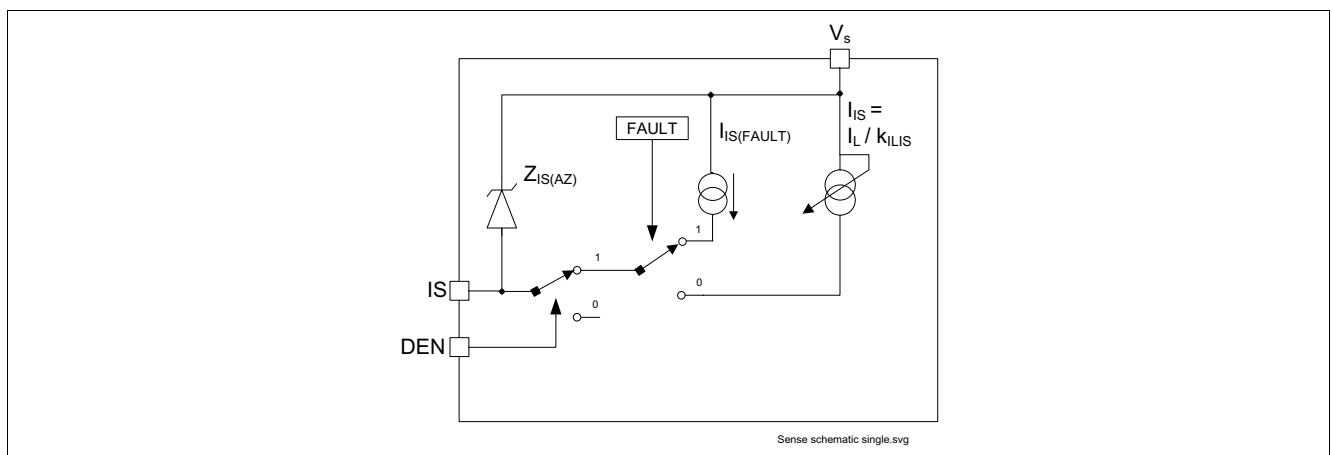 Vs
IIS =
IL / kILIS
FAULT
IIS(FAULT)
ZIS(AZ)
1
1
0
0
IS
DEN
Sense schematic single.svg